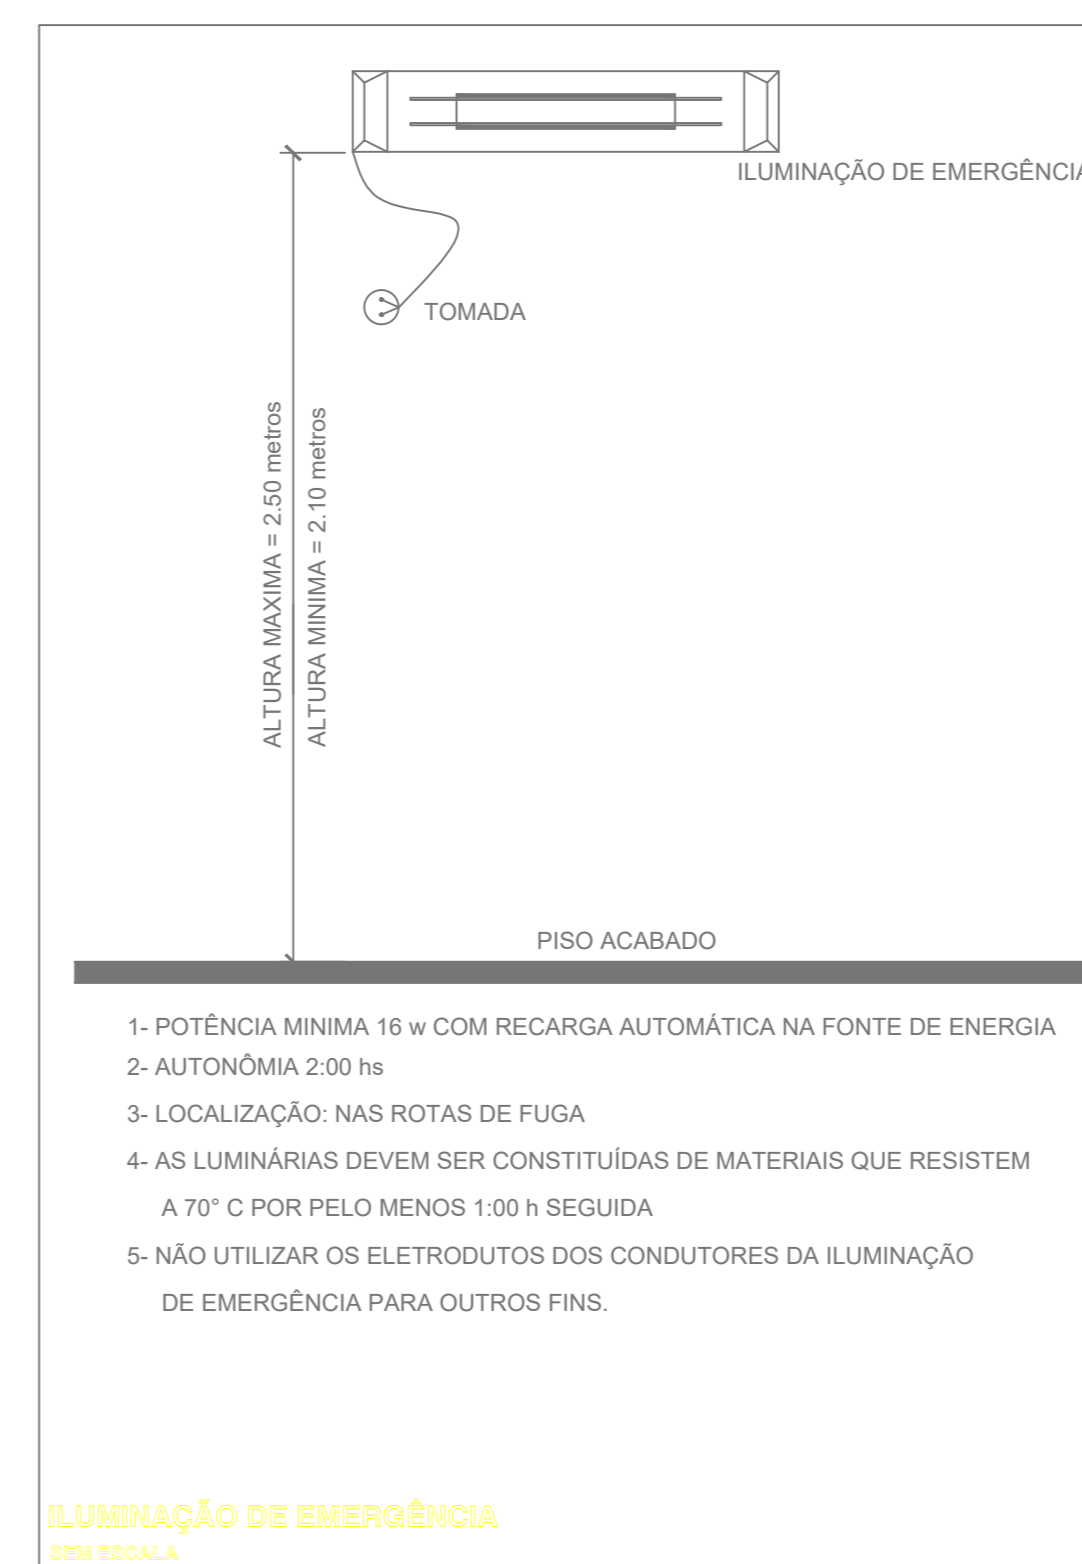 ILUMINAÇÃO DE EMERGÊNCIA
TOMADA
ALTURA MAXIMA = 2.50 metros
ALTURA MINIMA = 2.10 metros
PISO ACABADO
1- POTÊNCIA MINIMA 16 w COM RECARGA AUTOMÁTICA NA FONTE DE ENERGIA
2- AUTONÔMIA 2:00 hs
3- LOCALIZAÇÃO: NAS ROTAS DE FUGA
4- AS LUMINÁRIAS DEVEM SER CONSTITUÍDAS DE MATERIAIS QUE RESISTEM
A 70° C POR PELO MENOS 1:00 h SEGUIDA
5- NÃO UTILIZAR OS ELETRODUTOS DOS CONDUTORES DA ILUMINAÇÃO
DE EMERGÊNCIA PARA OUTROS FINS.
ILUMINAÇÃO DE EMERGÊNCIA
SEM ESCALA